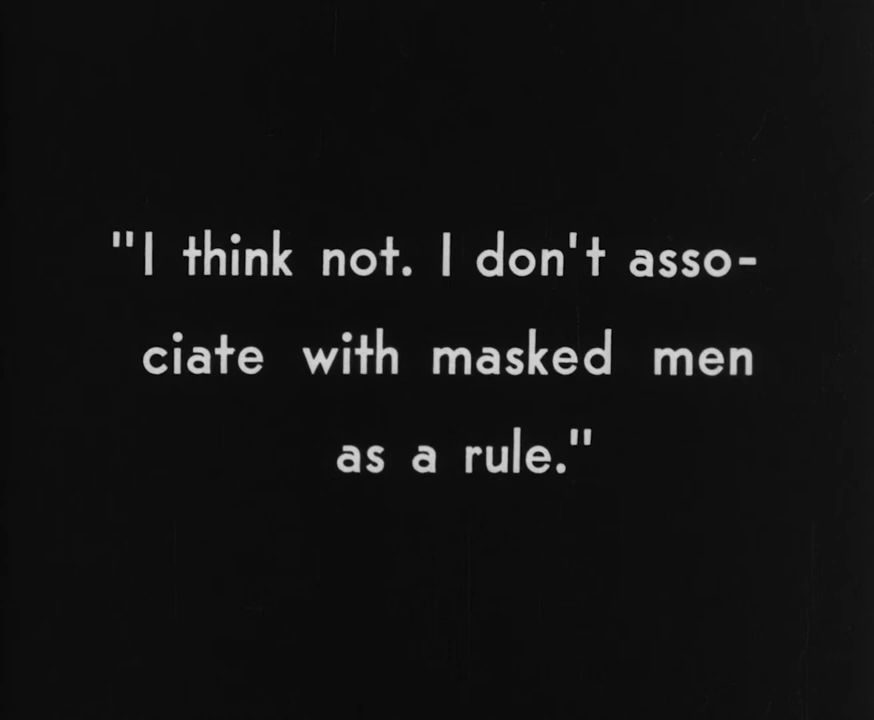 "I think not. I don't asso-
ciate with masked men
as a rule."